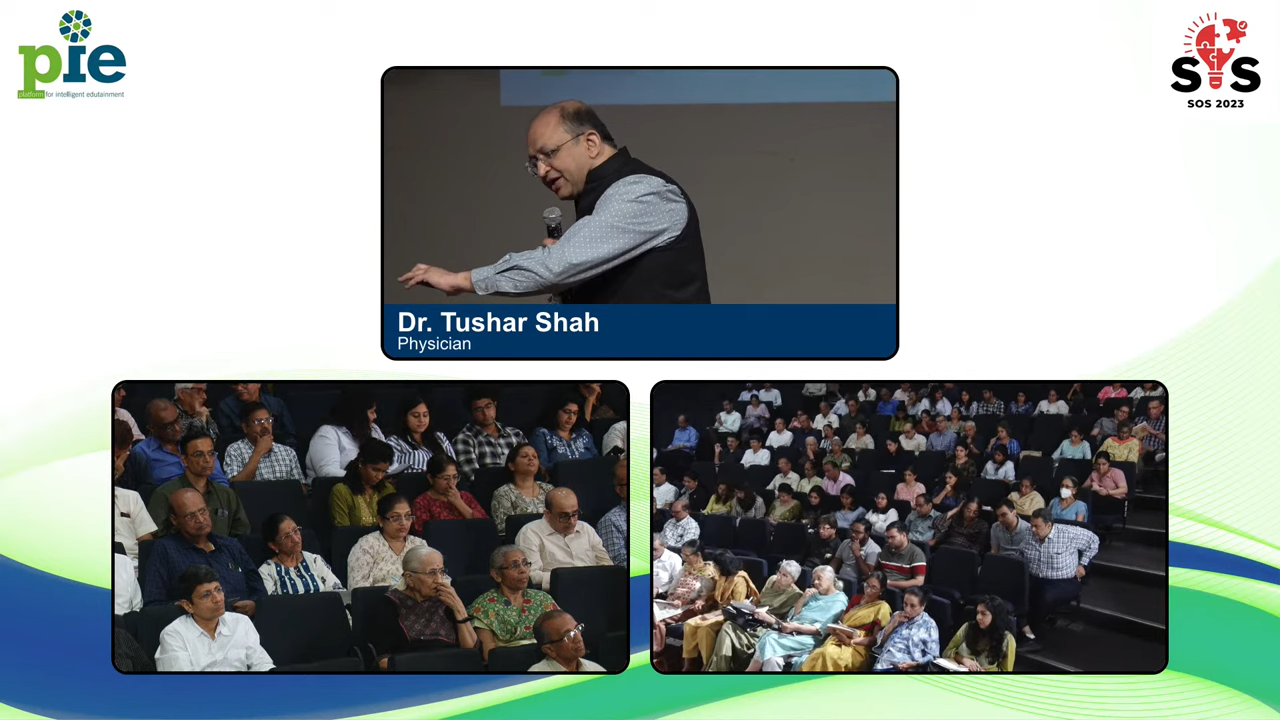 pie
platform for intelligent edutainment
SOS
SOS 2023
Dr. Tushar Shah
Physician